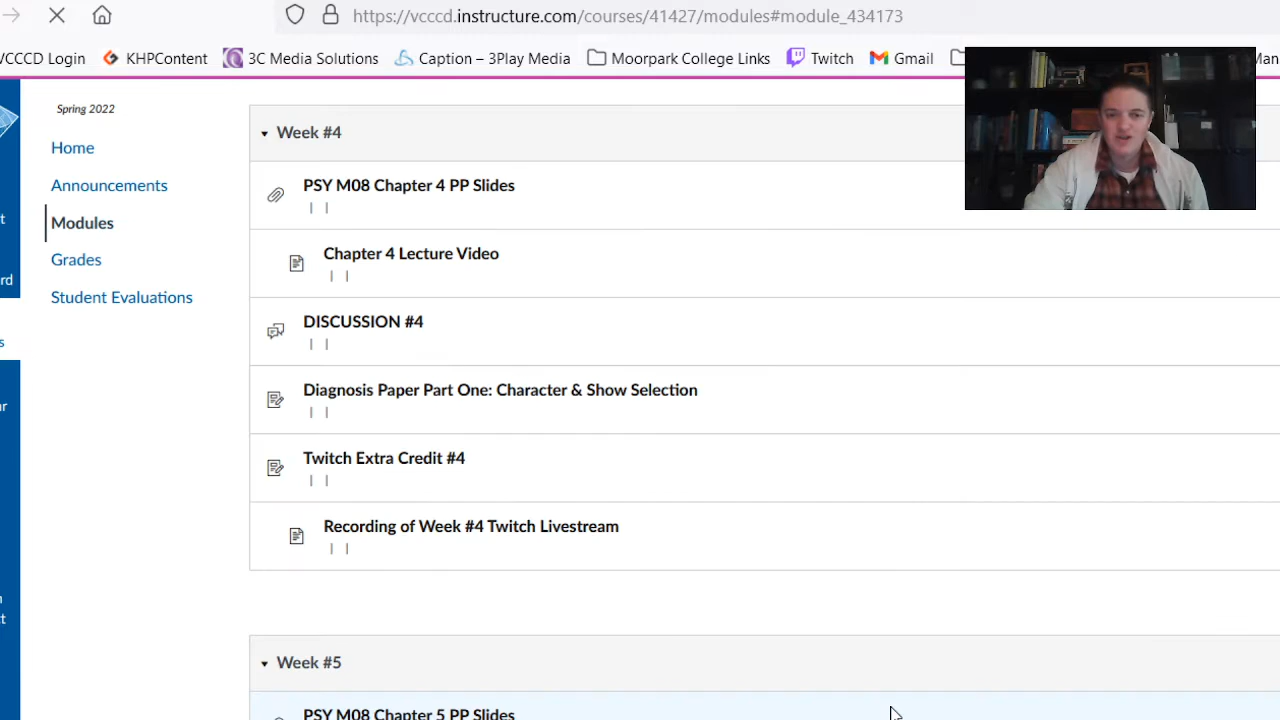 https://vcccd.instructure.com/courses/41427/modules#module_434173
VCCCD Login KHPContent 3C Media Solutions Caption – 3Play Media Moorpark College Links Twitch Gmail
Spring 2022
Home
Announcements
Modules
Grades
Student Evaluations
Week #4
PSY M08 Chapter 4 PP Slides
Chapter 4 Lecture Video
DISCUSSION #4
Diagnosis Paper Part One: Character & Show Selection
Twitch Extra Credit #4
Recording of Week #4 Twitch Livestream
Week #5
PSY M08 Chapter 5 PP Slides